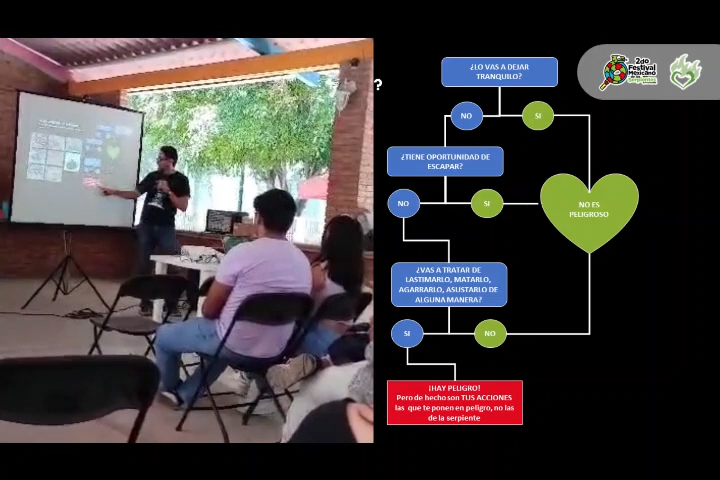 ?
¿LO VAS A DEJAR
TRANQUILO?
2do
Festival
Mexicano
NO
SI
¿TIENE OPORTUNIDAD DE
ESCAPAR?
NO
SI
NO ES
PELIGROSO
¿VAS A TRATAR DE
LASTIMARLO, MATARLO,
AGARRARLO, ASUSTARLO DE
ALGUNA MANERA?
SI
NO
¡HAY PELIGRO!
Pero de hecho son TUS ACCIONES
las que te ponen en peligro, no las
de la serpiente